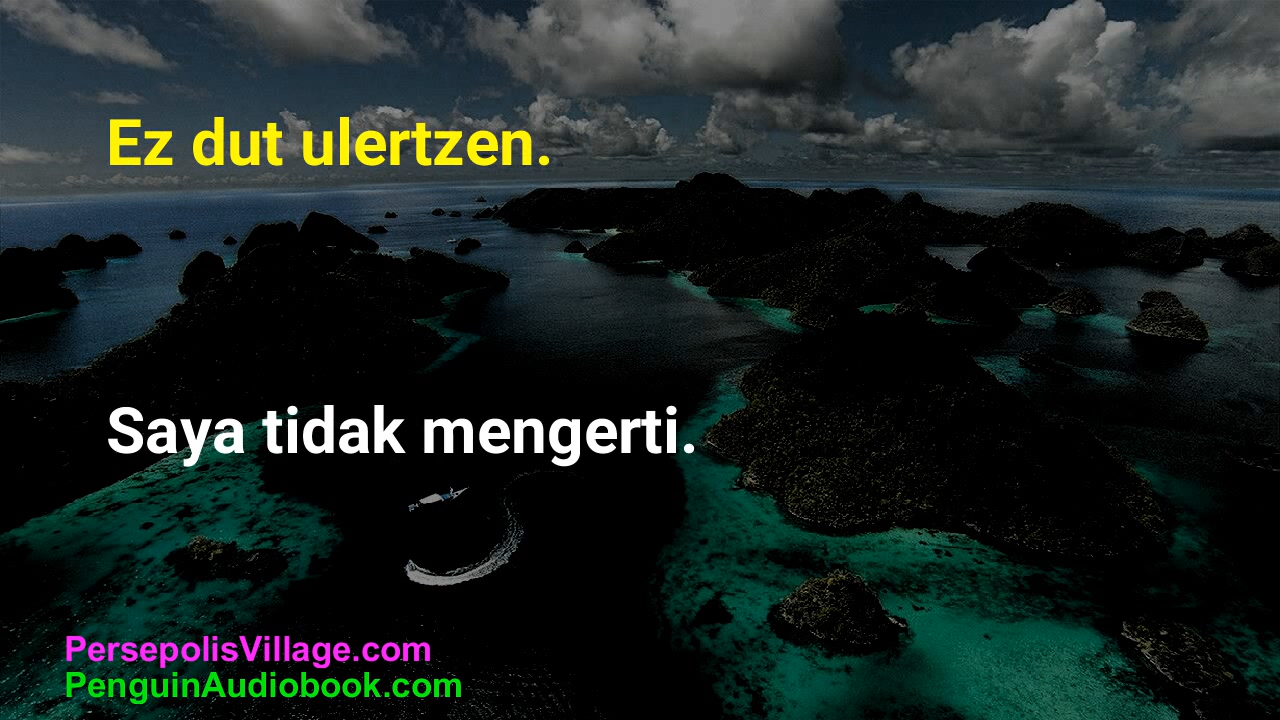 Ez dut ulertzen.
Saya tidak mengerti.
PersepolisVillage.com
PenguinAudiobook.com